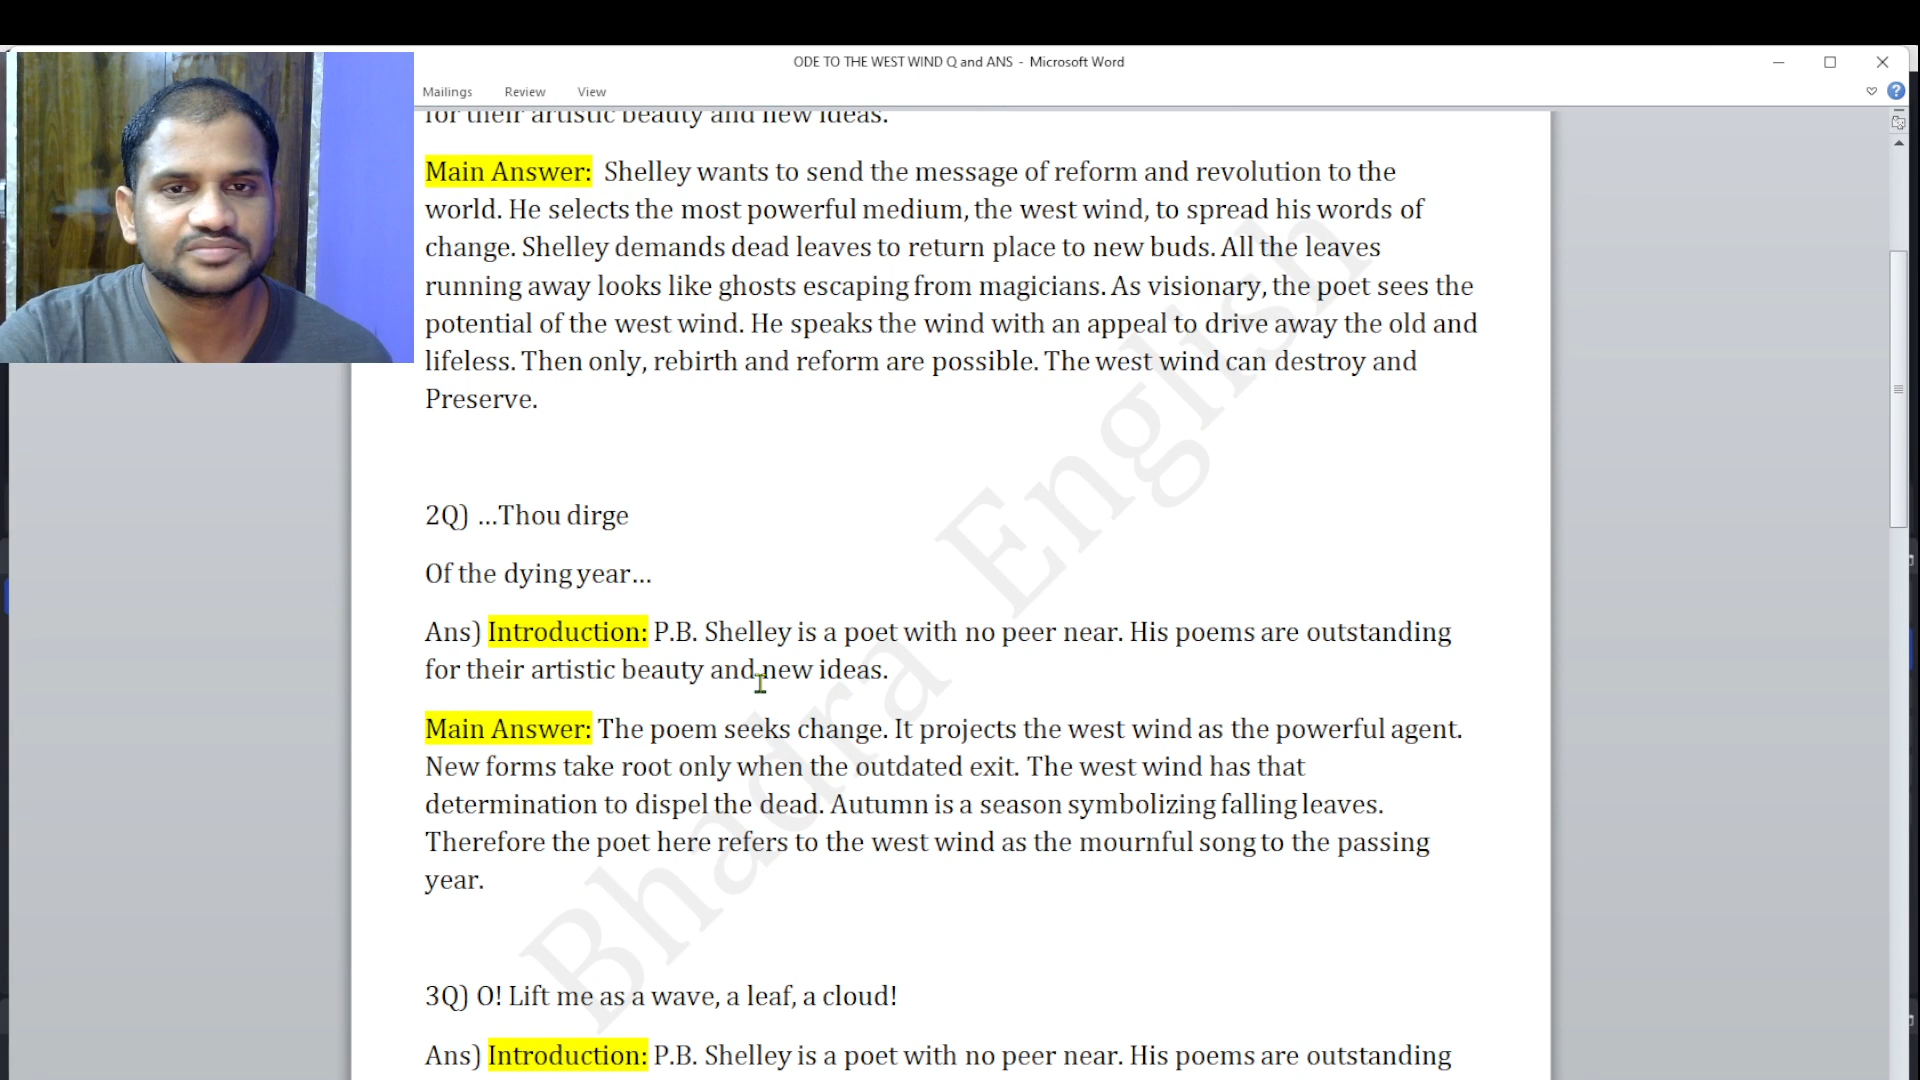 ODE TO THE WEST WIND Q and ANS - Microsoft Word
Mailings Review View
for their artistic beauty and new ideas.
Main Answer: Shelley wants to send the message of reform and revolution to the
world. He selects the most powerful medium, the west wind, to spread his words of
change. Shelley demands dead leaves to return place to new buds. All the leaves
running away looks like ghosts escaping from magicians. As visionary, the poet sees the
potential of the west wind. He speaks the wind with an appeal to drive away the old and
lifeless. Then only, rebirth and reform are possible. The west wind can destroy and
Preserve.
2Q) ...Thou dirge
Of the dying year...
Ans) Introduction: P.B. Shelley is a poet with no peer near. His poems are outstanding
for their artistic beauty and new ideas.
Main Answer: The poem seeks change. It projects the west wind as the powerful agent.
New forms take root only when the outdated exit. The west wind has that
determination to dispel the dead. Autumn is a season symbolizing falling leaves.
Therefore the poet here refers to the west wind as the mournful song to the passing
year.
3Q) O! Lift me as a wave, a leaf, a cloud!
Ans) Introduction: P.B. Shelley is a poet with no peer near. His poems are outstanding
Bhadra English